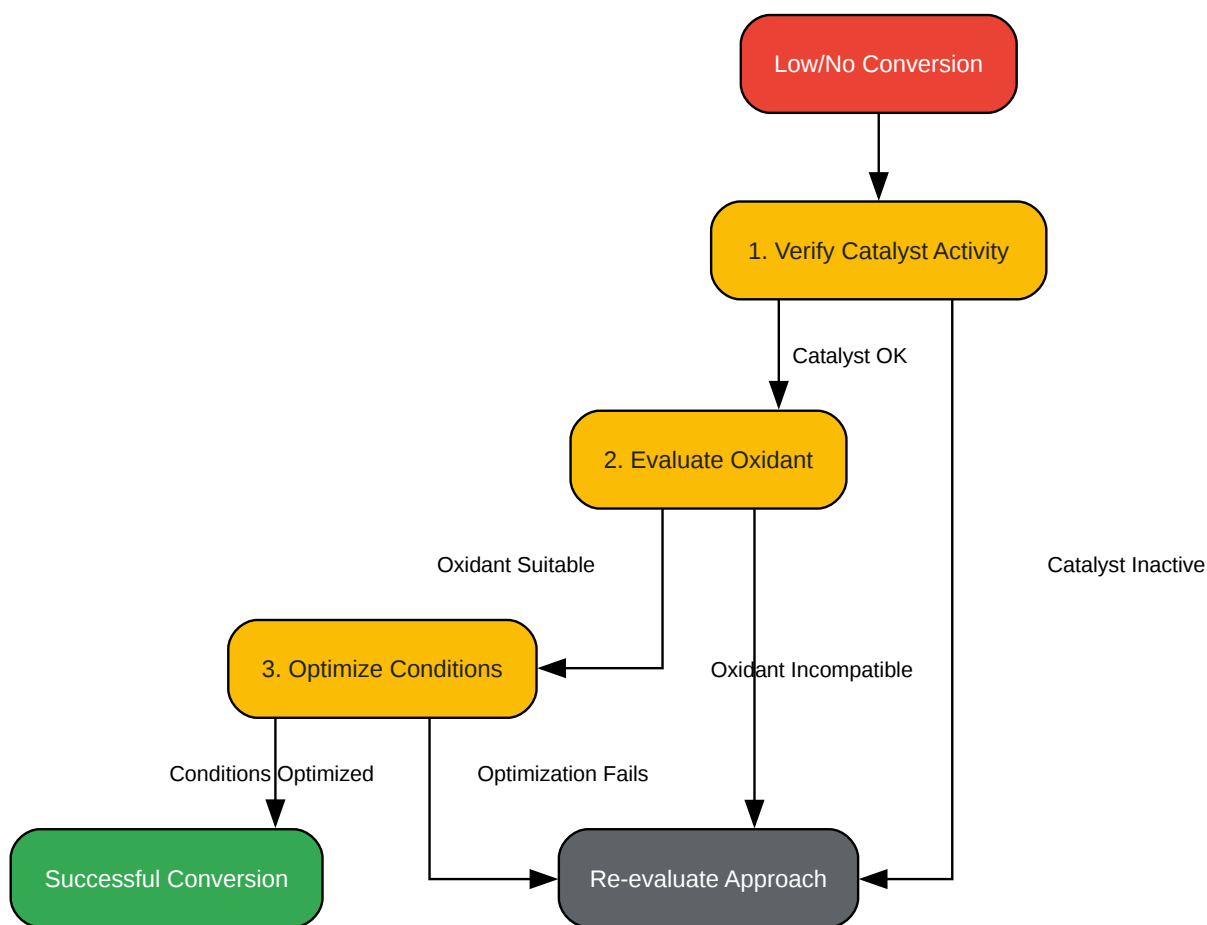 Low/No Conversion
1. Verify Catalyst Activity
Catalyst OK
2. Evaluate Oxidant
Oxidant Suitable
Catalyst Inactive
3. Optimize Conditions
Oxidant Incompatible
Conditions Optimized
Optimization Fails
Successful Conversion
Re-evaluate Approach